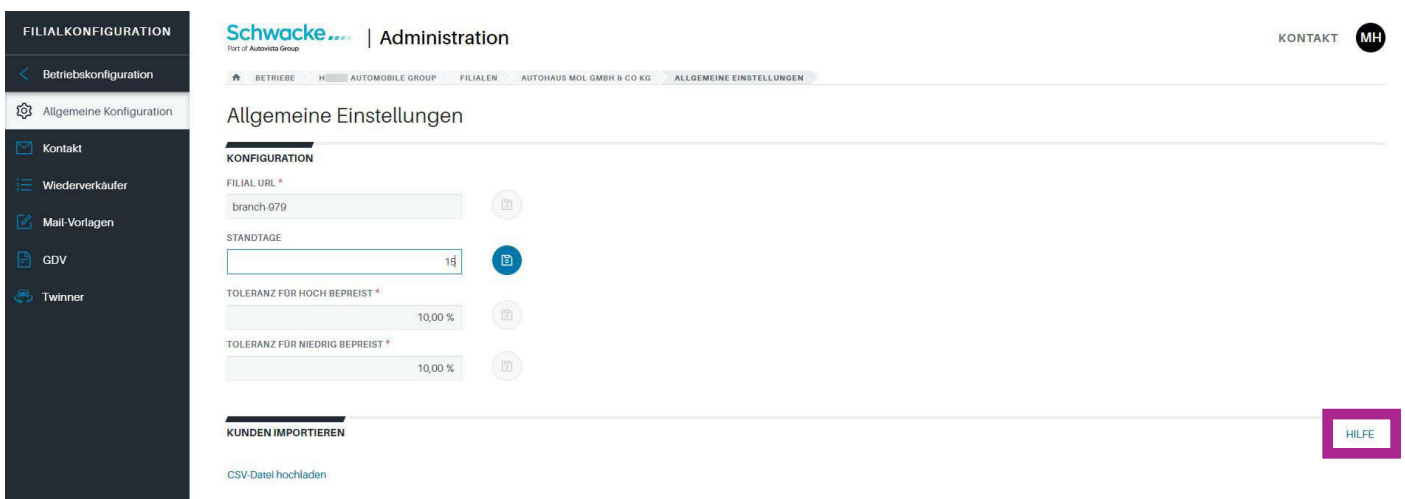 FILIALKONFIGURATION
Betriebskonfiguration
Allgemeine Konfiguration
Kontakt
Wiederverkäufer
Mail-Vorlagen
GDV
Twinner
Schwacke.... | Administration
Part of Autovista Group
KONTAKT MH
BETRIEBE H AUTOMOBILE GROUP FILIALEN AUTOHAUS MOL GMBH & CO KG ALLGEMEINE EINSTELLUNGEN
Allgemeine Einstellungen
KONFIGURATION
FILIAL URL *
branch-979
STANDTAGE
15
TOLERANZ FÜR HOCH BEPREIST *
10,00 %
TOLERANZ FÜR NIEDRIG BEPREIST *
10,00 %
KUNDEN IMPORTIEREN
HILFE
CSV-Datei hochladen